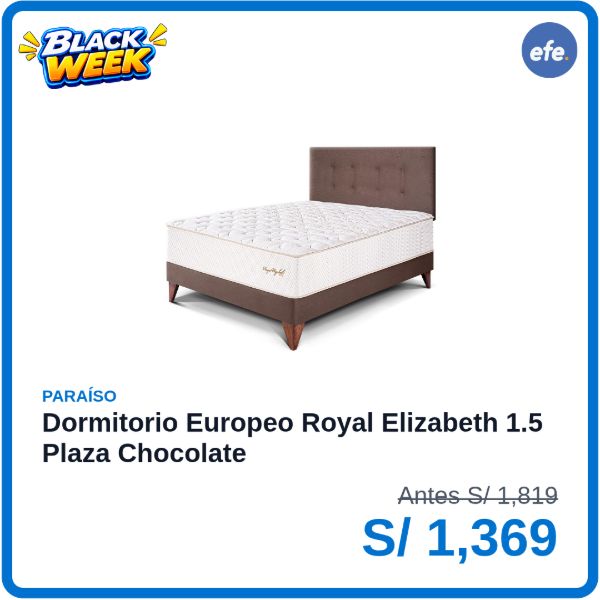 BLACK
WEEK
efe.
PARAÍSO
Dormitorio Europeo Royal Elizabeth 1.5
Plaza Chocolate
Antes S/ 1,819
S/ 1,369